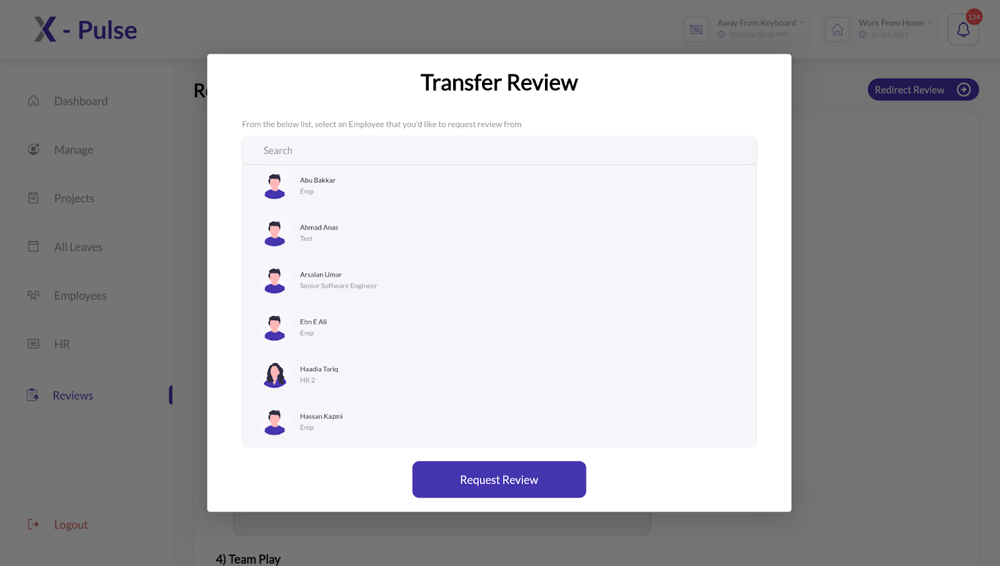 X - Pulse
Away From Keyboard
02:00 to 02:30 PM
Work From Home
26-05-2022
134
Dashboard
Manage
Projects
All Leaves
Employees
HR
Reviews
Logout
Redirect Review
Transfer Review
From the below list, select an Employee that you'd like to request review from
Search
Abu Bakkar
Emp
Ahmad Anas
Test
Arsalan Umar
Senior Software Engineer
Ebn E Ali
Emp
Haadia Tariq
HR 2
Hassan Kazmi
Emp
Request Review
4) Team Play